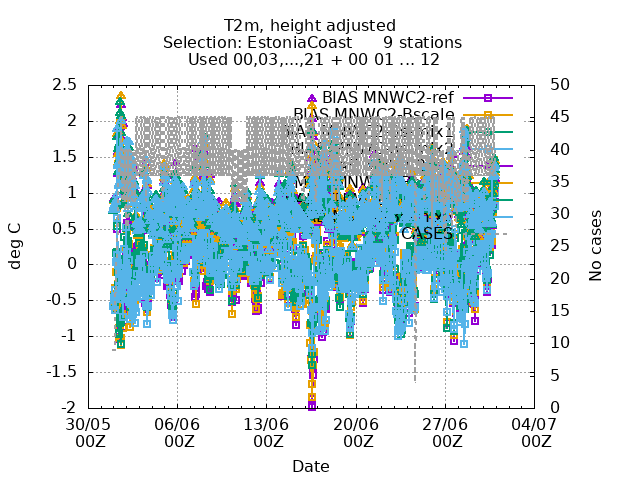 T2m, height adjusted
Selection: EstoniaCoast 9 stations
Used 00,03,...,21 + 00 01 ... 12
2.5
2
1.5
1
0.5
0
-0.5
-1
-1.5
-2
deg C
50
45
40
35
30
25
20
15
10
5
0
No cases
BIAS MNWC2-ref
BIAS MNWC2-Bscale
CASES
30/05 00Z
06/06 00Z
13/06 00Z
20/06 00Z
27/06 00Z
04/07 00Z
Date